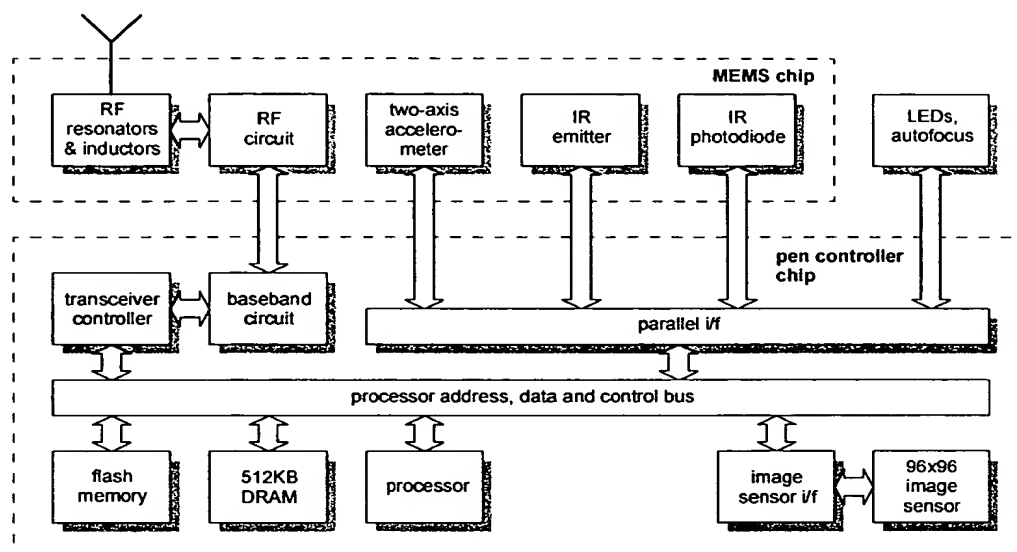 MEMS chip
RF
resonators
& inductors
RF
circuit
two-axis
accelero-
meter
IR
emitter
IR
photodiode
LEDs,
autofocus
pen controller
chip
transceiver
controller
baseband
circuit
parallel i/f
processor address, data and control bus
flash
memory
512KB
DRAM
processor
image
sensor i/f
96x96
image
sensor